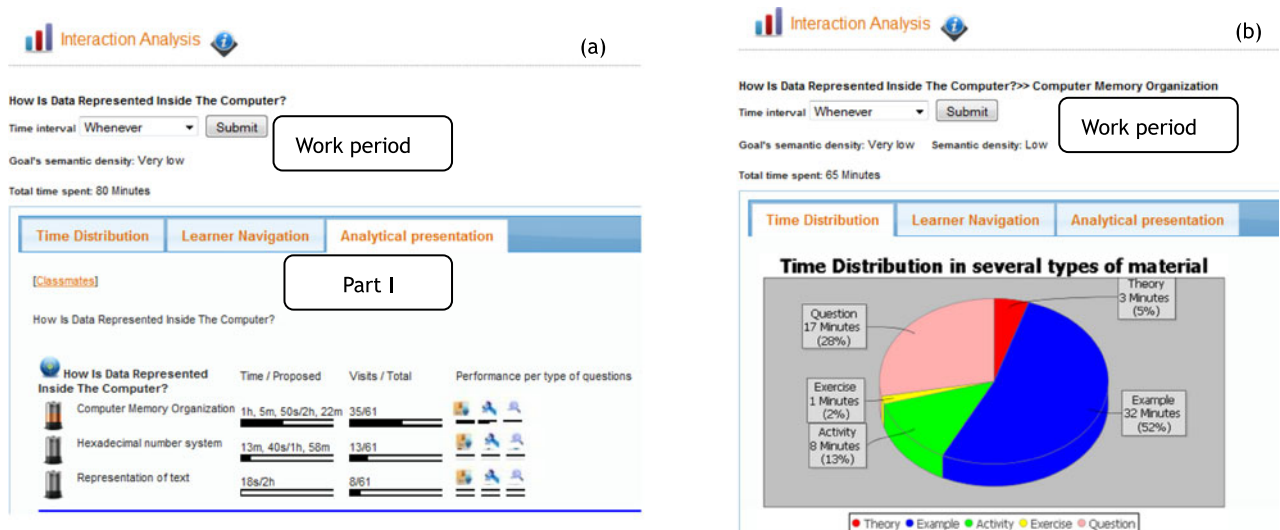 Interaction Analysis
(a)
How Is Data Represented Inside The Computer?
Time interval Whenever Submit
Work period
Goal's semantic density: Very low
Total time spent: 80 Minutes
Time Distribution Learner Navigation Analytical presentation
[Classmates]
Part I
How Is Data Represented Inside The Computer?
How Is Data Represented
Inside The Computer?
Time / Proposed Visits / Total Performance per type of questions
Computer Memory Organization 1h, 5m, 50s/2h, 22m 35/61
Hexadecimal number system 13m, 40s/1h, 58m 13/61
Representation of text 18s/2h 8/61
Interaction Analysis
(b)
How Is Data Represented Inside The Computer?>> Computer Memory Organization
Time interval Whenever Submit
Work period
Goal's semantic density: Very low Semantic density: Low
Total time spent: 65 Minutes
Time Distribution Learner Navigation Analytical presentation
Time Distribution in several types of material
Theory
3 Minutes
(5%)
Question
17 Minutes
(28%)
Exercise
1 Minutes
(2%)
Activity
8 Minutes
(13%)
Example
32 Minutes
(52%)
Theory Example Activity Exercise Question